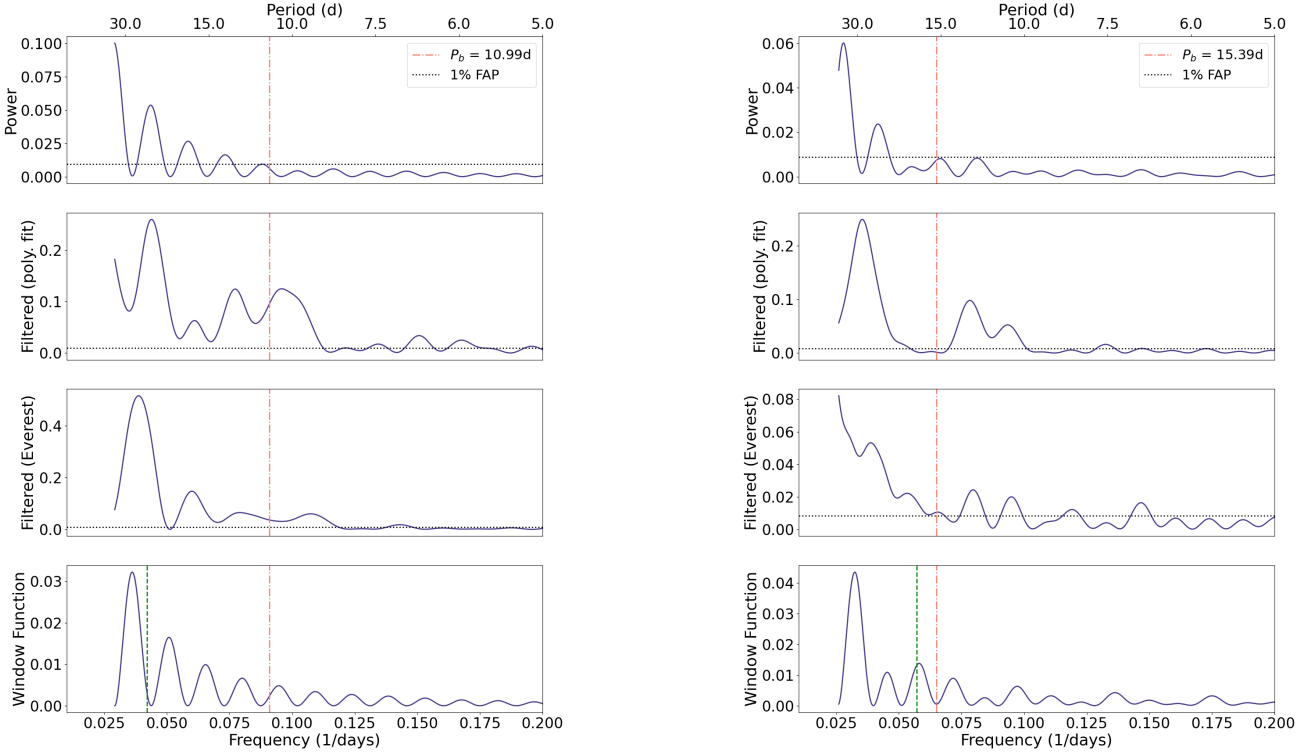 Period (d)
30.0 15.0 10.0 7.5 6.0 5.0
Power
0.100
0.075
0.050
0.025
0.000
P_b = 10.99d
1% FAP
Filtered (poly. fit)
0.2
0.1
0.0
Filtered (Everest)
0.4
0.2
0.0
Window Function
0.03
0.02
0.01
0.00
0.025 0.050 0.075 0.100 0.125 0.150 0.175 0.200
Frequency (1/days)
Period (d)
30.0 15.0 10.0 7.5 6.0 5.0
Power
0.06
0.04
0.02
0.00
P_b = 15.39d
1% FAP
Filtered (poly. fit)
0.2
0.1
0.0
Filtered (Everest)
0.08
0.06
0.04
0.02
0.00
Window Function
0.04
0.03
0.02
0.01
0.00
0.025 0.050 0.075 0.100 0.125 0.150 0.175 0.200
Frequency (1/days)